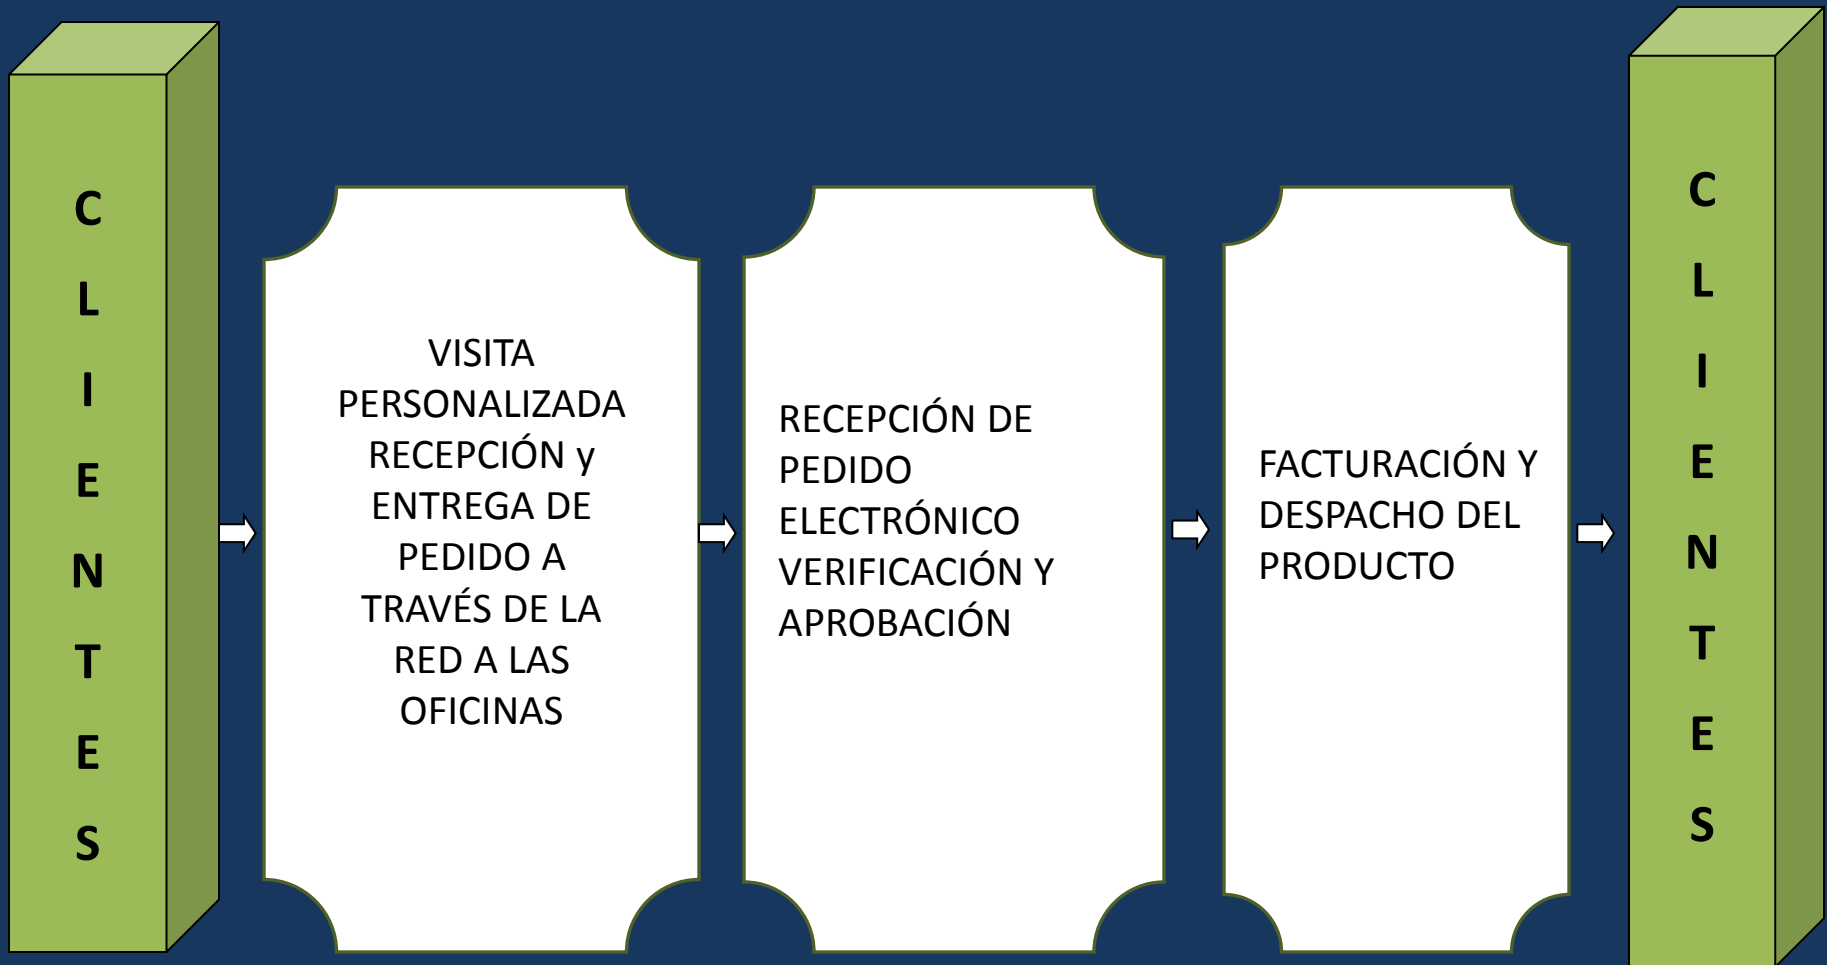 C
L
I
E
N
T
E
S
VISITA
PERSONALIZADA
RECEPCIÓN y
ENTREGA DE
PEDIDO A
TRAVÉS DE LA
RED A LAS
OFICINAS
RECEPCIÓN DE
PEDIDO
ELECTRÓNICO
VERIFICACIÓN Y
APROBACIÓN
FACTURACIÓN Y
DESPACHO DEL
PRODUCTO
C
L
I
E
N
T
E
S